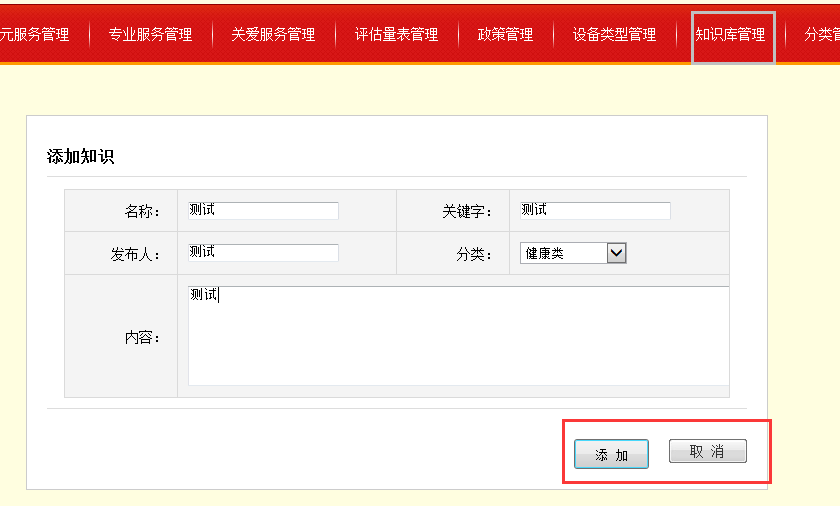 元服务管理 专业服务管理 关爱服务管理 评估量表管理 政策管理 设备类型管理 知识库管理 分类管
添加知识
名称： 测试 关键字： 测试
发布人： 测试 分类： 健康类
内容： 测试
添 加 取 消